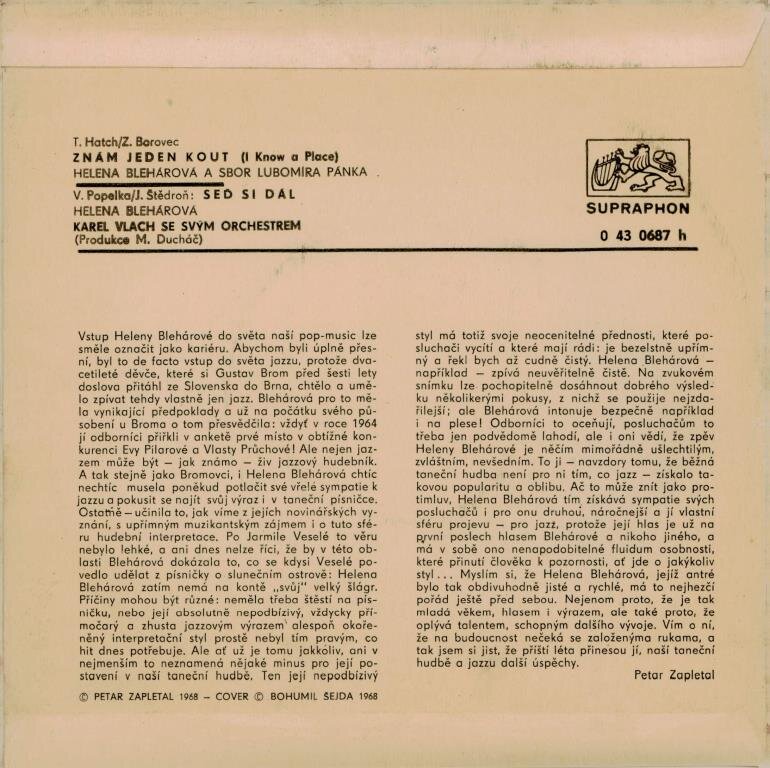 T. Hatch/Z. Borovec
ZNÁM JEDEN KOUT (I Know a Place)
HELENA BLEHÁROVÁ A SBOR LUBOMÍRA PÁNKA
V. Popelka/J. Štědroň: SEĎ SI DÁL
HELENA BLEHÁROVÁ
KAREL VLACH SE SVÝM ORCHESTREM
(Produkce M. Ducháč)
SUPRAPHON
0 43 0687 h
Vstup Heleny Blehárové do světa naší pop-music lze
směle označit jako kariéru. Abychom byli úplně přes-
ní, byl to de facto vstup do světa jazzu, protože dva-
cetileté děvče, které si Gustav Brom před šesti lety
doslova přitáhl ze Slovenska do Brna, chtělo a umě-
lo zpívat tehdy vlastně jen jazz. Blehárová pro to mě-
la vynikající předpoklady a už na počátku svého pů-
sobení u Broma o tom přesvědčila: vždyť v roce 1964
jí odborníci přiřkli v anketě prvé místo v obtížné kon-
kurenci Evy Pilarové a Vlasty Průchové! Ale nejen jaz-
zem může být – jak známo – živ jazzový hudebník.
A tak stejně jako Bromovci, i Helena Blehárová chtíc
nechtíc musela poněkud potlačit své vřelé sympatie k
jazzu a pokusit se najít svůj výraz i v taneční písničce.
Ostatně – učinila to, jak víme z jejích novinářských vy-
znání, s upřímným muzikantským zájmem i o tuto sfé-
ru hudební interpretace. Po Jarmile Veselé to věru
nebylo lehké, a ani dnes nelze říci, že by v této ob-
lasti Blehárová dokázala to, co se kdysi Veselé po-
vedlo udělat z písničky o slunečním ostrově: Helena
Blehárová zatím nemá na kontě „svůj" velký šlágr.
Příčiny mohou být různé: neměla třeba štěstí na pís-
ničku, nebo její absolutně nepodbízivý, vždycky pří-
močarý a zhusta jazzovým výrazem alespoň okoře-
něný interpretační styl prostě nebyl tím pravým, co
hit dnes potřebuje. Ale ať už je tomu jakkoliv, ani v
nejmenším to neznamená nějaké minus pro její po-
stavení v naší taneční hudbě. Ten její nepodbízivý
© PETAR ZAPLETAL 1968 – COVER © BOHUMIL ŠEJDA 1968
styl má totiž svoje neocenitelné přednosti, které po-
sluchači vycítí a které mají rádi: je bezelstně upřím-
ný a řekl bych až cudně čistý. Helena Blehárová –
například – zpívá neuvěřitelně čistě. Na zvukovém
snímku lze pochopitelně dosáhnout dobrého výsled-
ku několikerými pokusy, z nichž se použije nejzda-
řilejší; ale Blehárová intonuje bezpečně například
i na plese! Odborníci to oceňují, posluchačům to
třeba jen podvědomě lahodí, ale i oni vědí, že zpěv
Heleny Blehárové je něčím mimořádně ušlechtilým,
zvláštním, nevšedním. To ji – navzdory tomu, že běžná
taneční hudba není pro ni tím, co jazz – získalo ta-
kovou popularitu a oblibu. Ač to může znít jako pro-
timluv, Helena Blehárová tím získává sympatie svých
posluchačů i pro onu druhou, náročnější a jí vlastní
sféru projevu – pro jazz, protože její hlas je už na
první poslech hlasem Blehárové a nikoho jiného, a
má v sobě ono nenapodobitelné fluidum osobnosti,
které přinutí člověka k pozornosti, ať jde o jakýkoliv
styl... Myslím si, že Helena Blehárová, jejíž antré
bylo tak obdivuhodně jisté a rychlé, má to nejhezčí
pořád ještě před sebou. Nejenom proto, že je tak
mladá věkem, hlasem i výrazem, ale také proto, že
oplývá talentem, schopným dalšího vývoje. Vím o ní,
že na budoucnost nečeká se založenýma rukama, a
tak jsem si jist, že příští léta přinesou jí, naší taneční
hudbě a jazzu další úspěchy.
Petar Zapletal